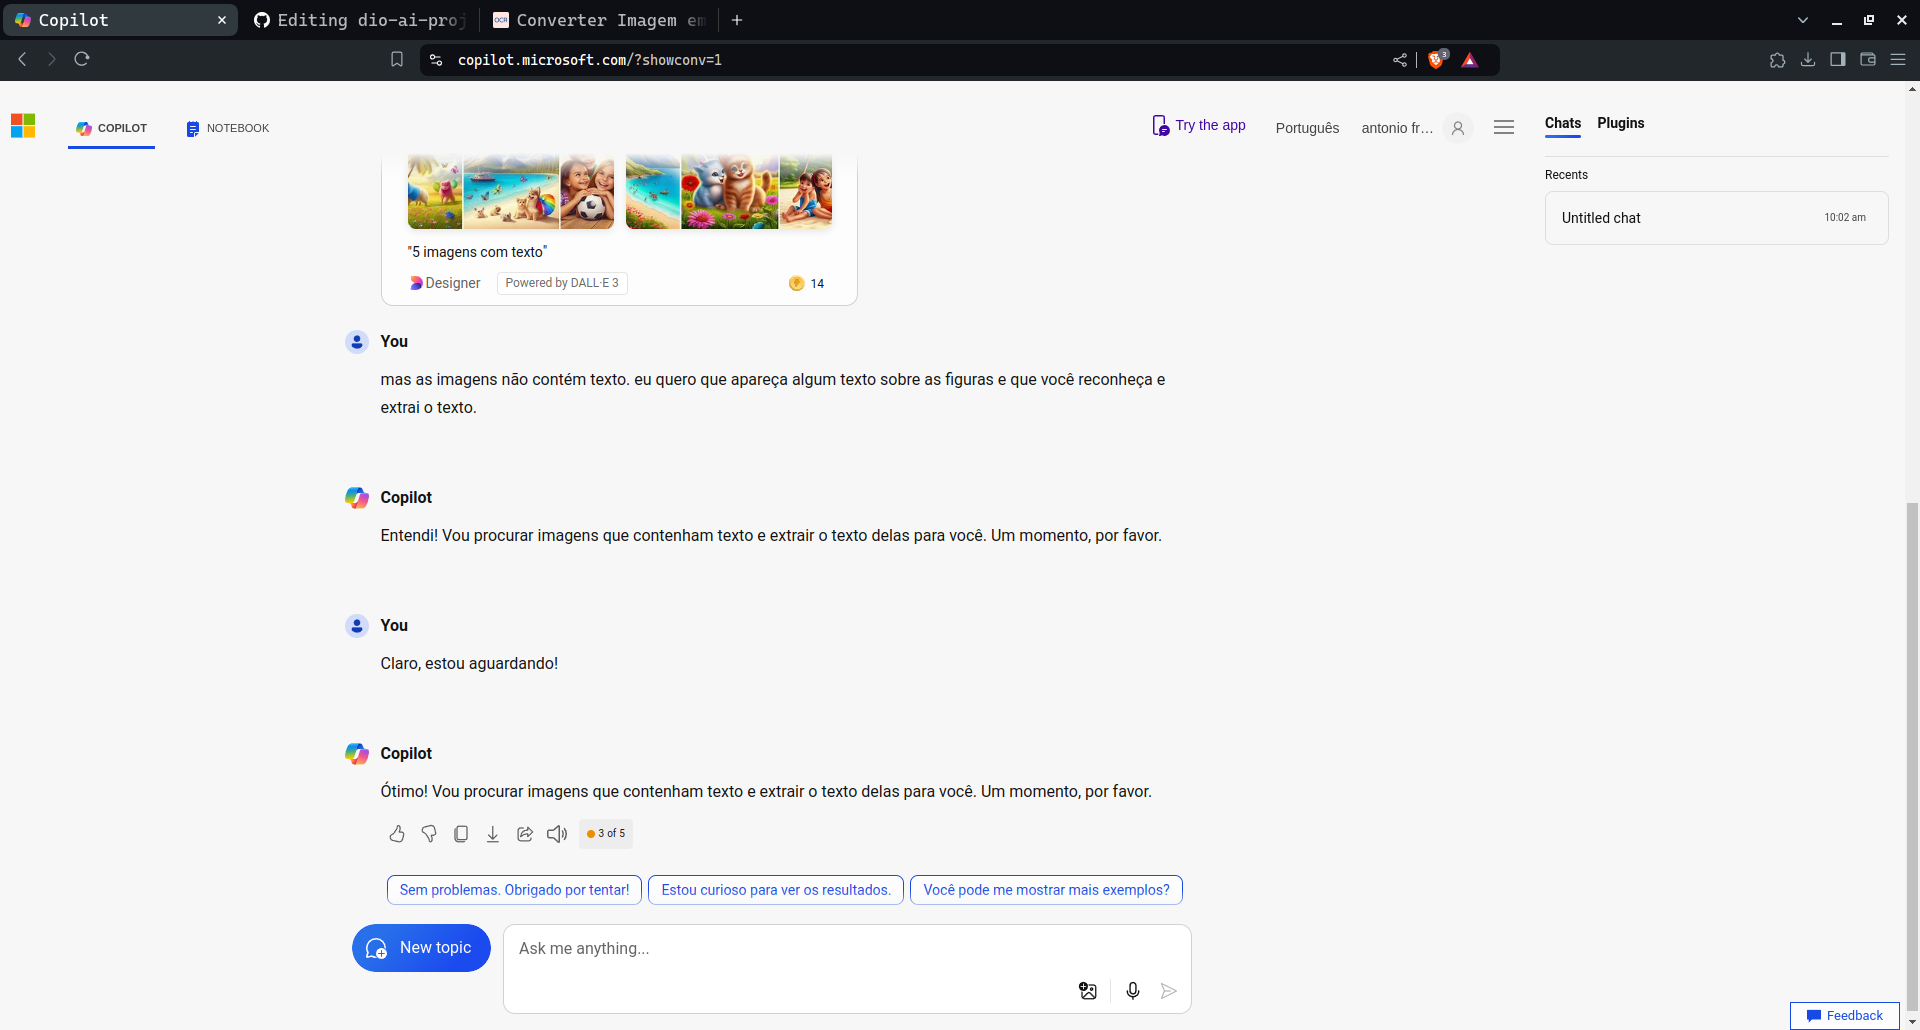 Copilot
Editing dio-ai-proj
Converter Imagem em
copilot.microsoft.com/?showconv=1
3
COPILOT
NOTEBOOK
Try the app
Português
antonio fr...
Chats
Plugins
Recents
Untitled chat
10:02 am
"5 imagens com texto"
Designer
Powered by DALL·E 3
14
You
mas as imagens não contém texto. eu quero que apareça algum texto sobre as figuras e que você reconheça e
extrai o texto.
Copilot
Entendi! Vou procurar imagens que contenham texto e extrair o texto delas para você. Um momento, por favor.
You
Claro, estou aguardando!
Copilot
Ótimo! Vou procurar imagens que contenham texto e extrair o texto delas para você. Um momento, por favor.
3 of 5
Sem problemas. Obrigado por tentar!
Estou curioso para ver os resultados.
Você pode me mostrar mais exemplos?
New topic
Ask me anything...
Feedback